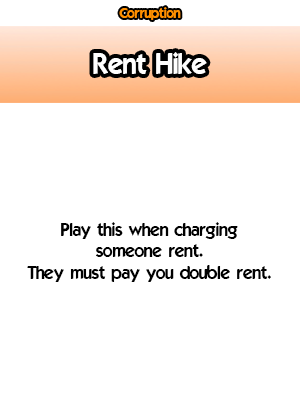 Corruption
Rent Hike
Play this when charging
someone rent.
They must pay you double rent.